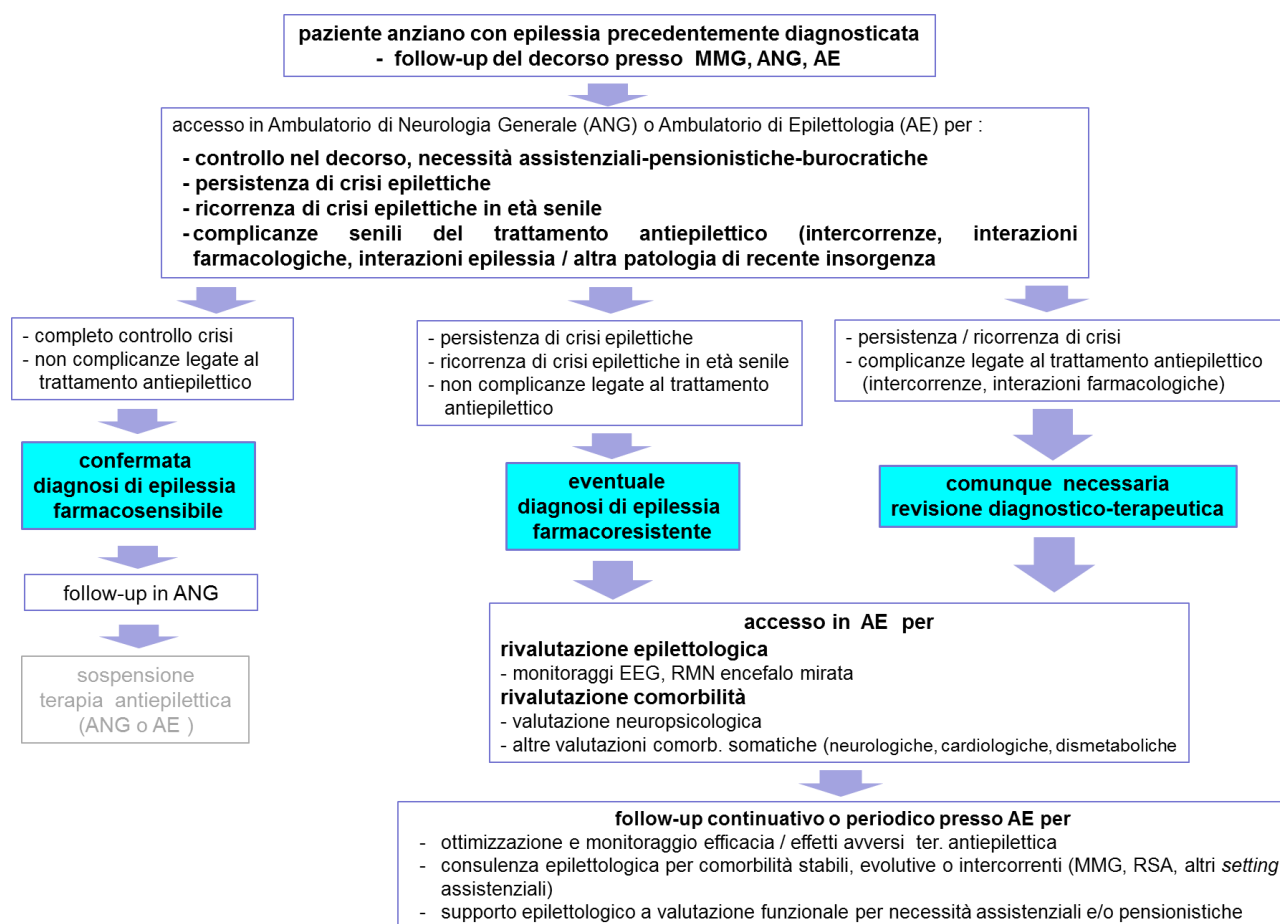 paziente anziano con epilessia precedentemente diagnosticata
- follow-up del decorso presso MMG, ANG, AE
accesso in Ambulatorio di Neurologia Generale (ANG) o Ambulatorio di Epilettologia (AE) per :
- controllo nel decorso, necessità assistenziali-pensionistiche-burocratiche
- persistenza di crisi epilettiche
- ricorrenza di crisi epilettiche in età senile
- complicanze senili del trattamento antiepilettico (intercorrenze, interazioni
farmacologiche, interazioni epilessia / altra patologia di recente insorgenza
- completo controllo crisi
- non complicanze legate al
trattamento antiepilettico
confermata
diagnosi di epilessia
farmacosensibile
follow-up in ANG
sospensione
terapia antiepilettica
(ANG o AE )
- persistenza di crisi epilettiche
- ricorrenza di crisi epilettiche in età senile
- non complicanze legate al trattamento
antiepilettico
eventuale
diagnosi di epilessia
farmacoresistente
- persistenza / ricorrenza di crisi
- complicanze legate al trattamento antiepilettico
(intercorrenze, interazioni farmacologiche)
comunque necessaria
revisione diagnostico-terapeutica
accesso in AE per
rivalutazione epilettologica
- monitoraggi EEG, RMN encefalo mirata
rivalutazione comorbilità
- valutazione neuropsicologica
- altre valutazioni comorb. somatiche (neurologiche, cardiologiche, dismetaboliche
follow-up continuativo o periodico presso AE per
- ottimizzazione e monitoraggio efficacia / effetti avversi ter. antiepilettica
- consulenza epilettologica per comorbilità stabili, evolutive o intercorrenti (MMG, RSA, altri setting
assistenziali)
- supporto epilettologico a valutazione funzionale per necessità assistenziali e/o pensionistiche